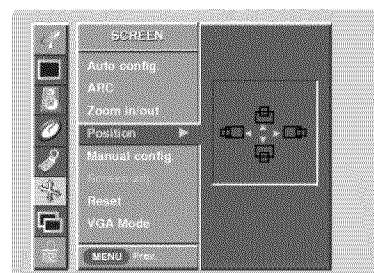 SCREEN
Auto config.
ARC
Zoom in/out
Position
Manual config.
Reset
VGA Mode
MENU Prev.